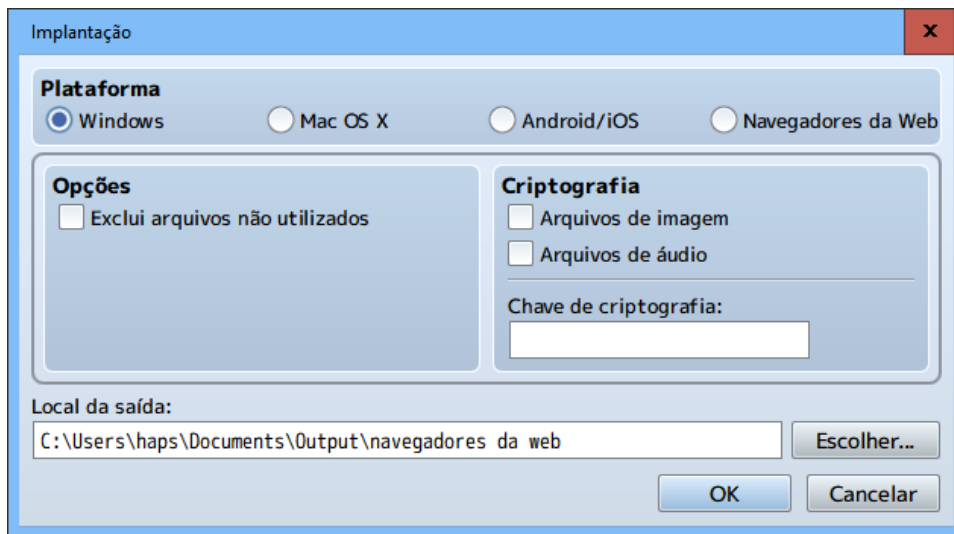 Implantação
x
Plataforma
Windows Mac OS X Android/iOS Navegadores da Web
Opções
Exclui arquivos não utilizados
Criptografia
Arquivos de imagem
Arquivos de áudio
Chave de criptografia:
Local da saída:
C:\Users\haps\Documents\Output\navegadores da web
Escolher...
OK Cancelar